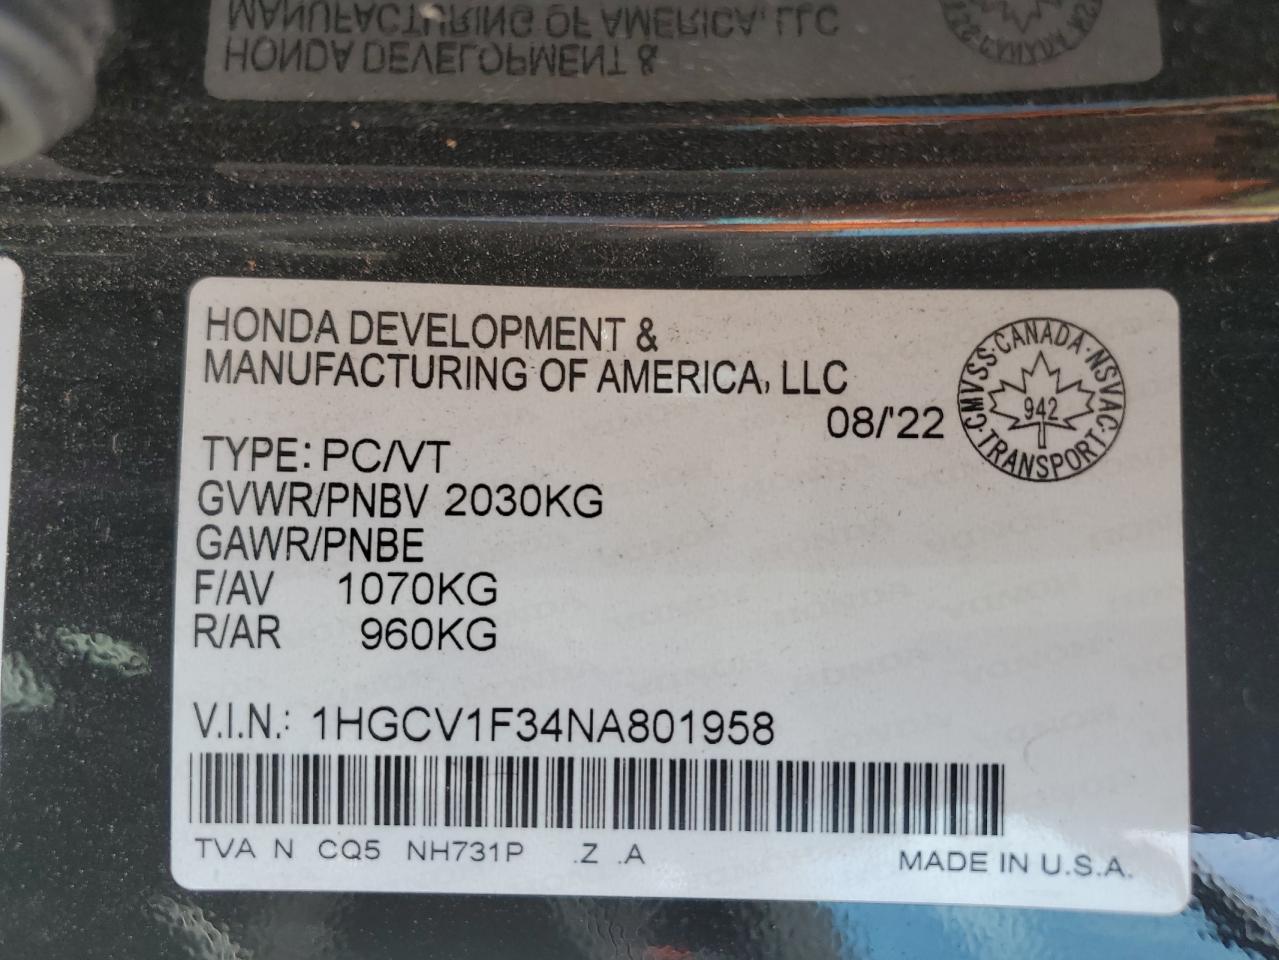 MANUFACTURING OF AMERICA, LLC
HONDA DEVELOPMENT &
HONDA DEVELOPMENT &
MANUFACTURING OF AMERICA, LLC
08/'22
CMVSS·CANADA·NSVAC·TRANSPORT·
942
TYPE: PC/VT
GVWR/PNBV 2030KG
GAWR/PNBE
F/AV 1070KG
R/AR 960KG
V.I.N.: 1HGCV1F34NA801958
TVA N CQ5 NH731P .Z .A
MADE IN U.S.A.